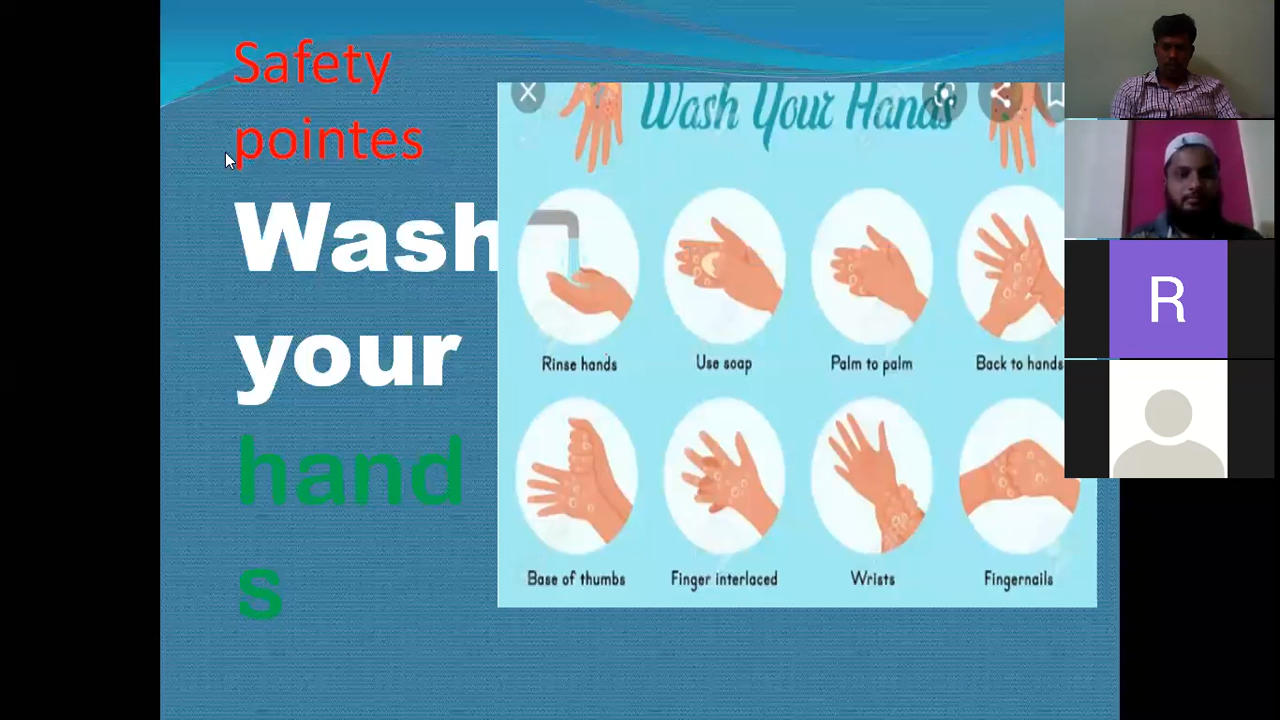 Safety
pointes
Wash
your
hand
s
Wash Your Hands
Rinse hands
Use soap
Palm to palm
Back to hands
Base of thumbs
Finger interlaced
Wrists
Fingernails
R